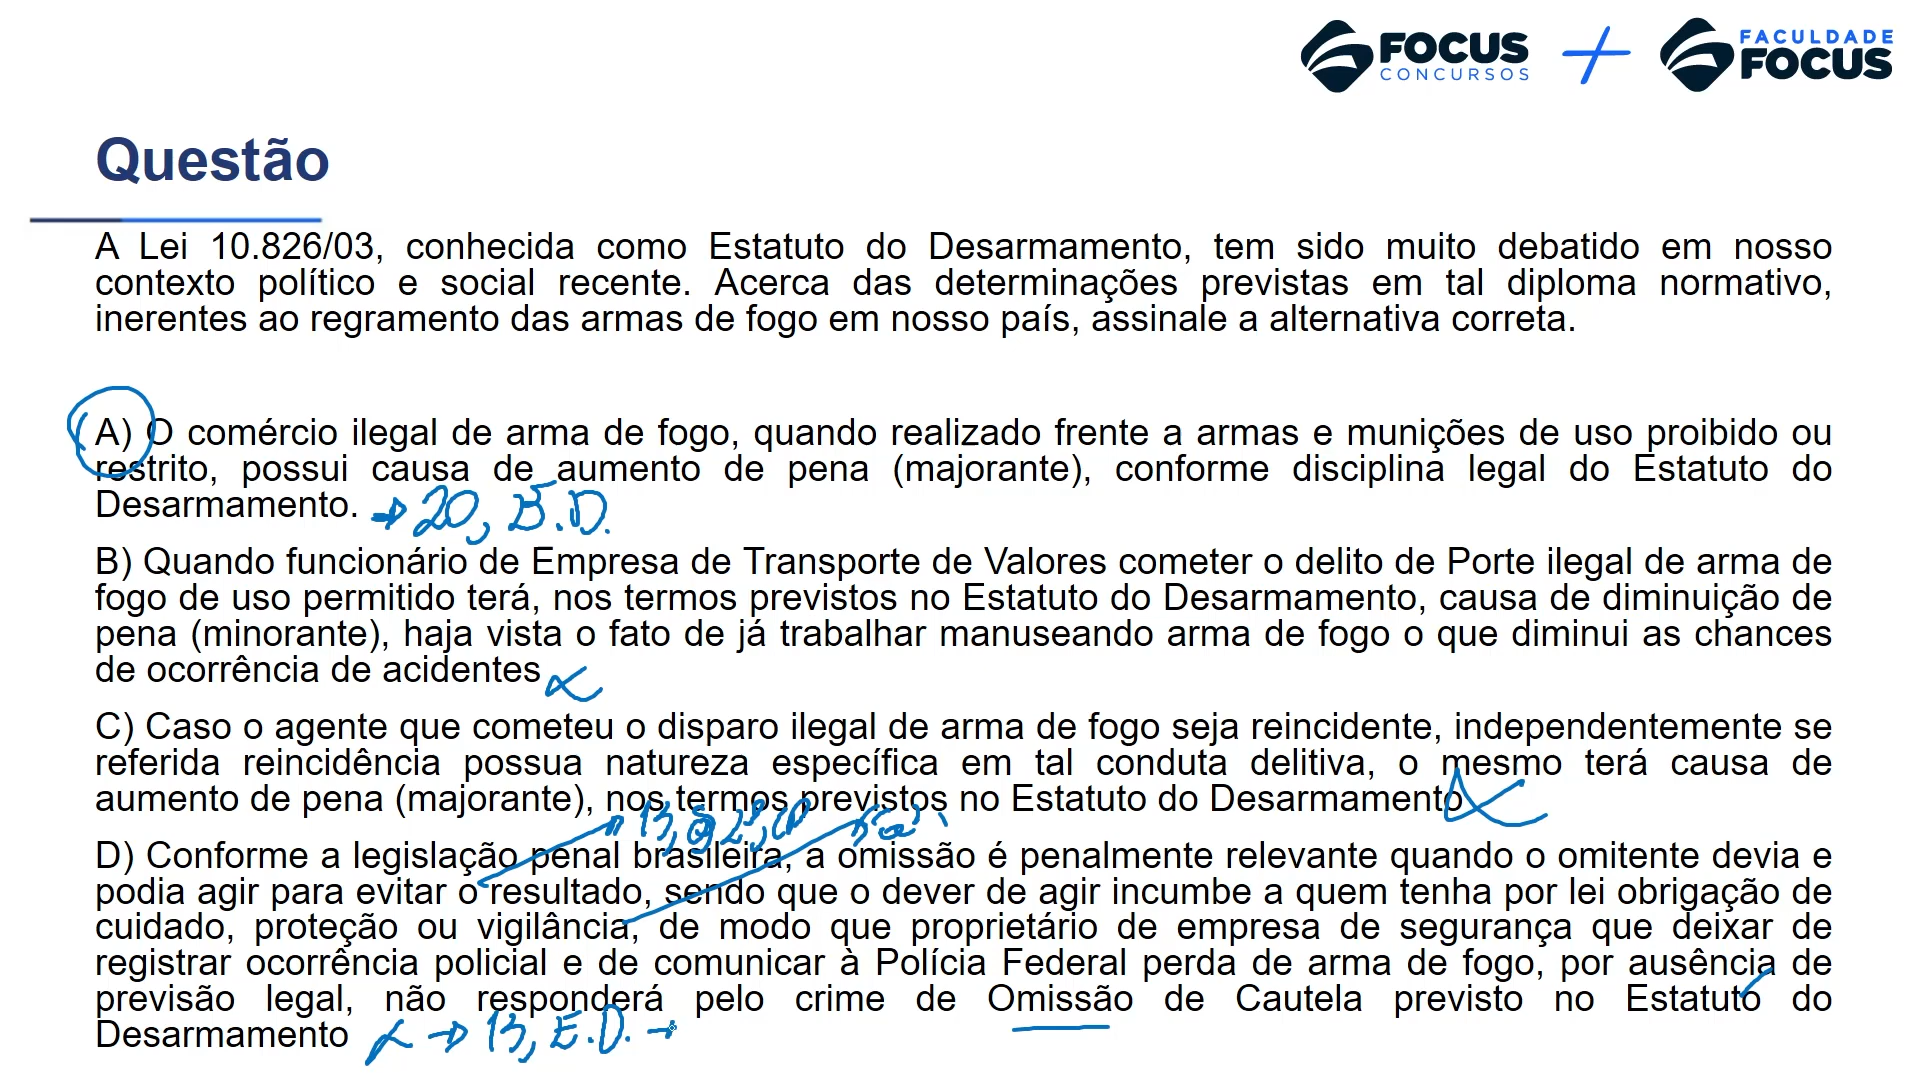 FOCUS CONCURSOS + FACULDADE FOCUS
Questão
A Lei 10.826/03, conhecida como Estatuto do Desarmamento, tem sido muito debatido em nosso
contexto político e social recente. Acerca das determinações previstas em tal diploma normativo,
inerentes ao regramento das armas de fogo em nosso país, assinale a alternativa correta.
A) O comércio ilegal de arma de fogo, quando realizado frente a armas e munições de uso proibido ou
restrito, possui causa de aumento de pena (majorante), conforme disciplina legal do Estatuto do
Desarmamento. → 20, E.D.
B) Quando funcionário de Empresa de Transporte de Valores cometer o delito de Porte ilegal de arma de
fogo de uso permitido terá, nos termos previstos no Estatuto do Desarmamento, causa de diminuição de
pena (minorante), haja vista o fato de já trabalhar manuseando arma de fogo o que diminui as chances
de ocorrência de acidentes
C) Caso o agente que cometeu o disparo ilegal de arma de fogo seja reincidente, independentemente se
referida reincidência possua natureza específica em tal conduta delitiva, o mesmo terá causa de
aumento de pena (majorante), nos termos previstos no Estatuto do Desarmamento
13, § 2º, CP "a"
D) Conforme a legislação penal brasileira, a omissão é penalmente relevante quando o omitente devia e
podia agir para evitar o resultado, sendo que o dever de agir incumbe a quem tenha por lei obrigação de
cuidado, proteção ou vigilância, de modo que proprietário de empresa de segurança que deixar de
registrar ocorrência policial e de comunicar à Polícia Federal perda de arma de fogo, por ausência de
previsão legal, não responderá pelo crime de Omissão de Cautela previsto no Estatuto do
Desarmamento → 13, E.D. →